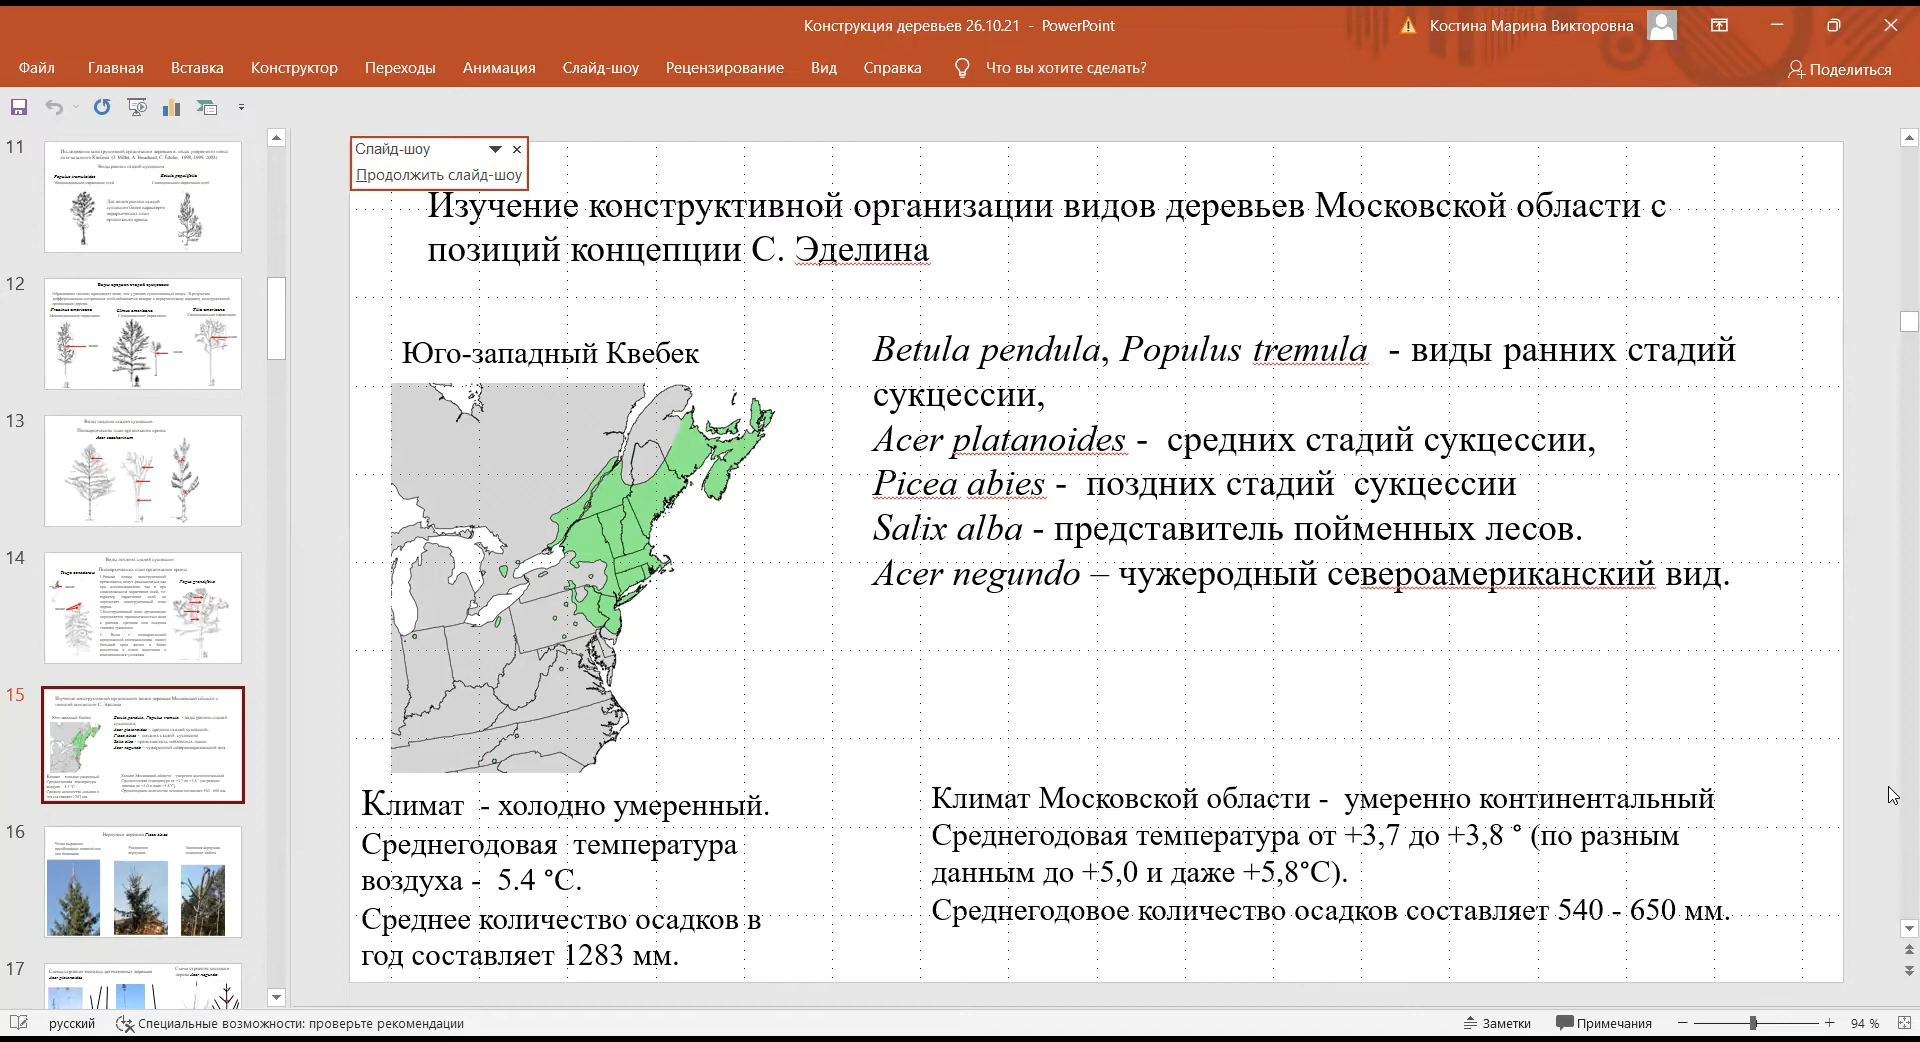 Конструкция деревьев 26.10.21 - PowerPoint
Костина Марина Викторовна
Файл Главная Вставка Конструктор Переходы Анимация Слайд-шоу Рецензирование Вид Справка Что вы хотите сделать? Поделиться
Слайд-шоу
Продолжить слайд-шоу
Изучение конструктивной организации видов деревьев Московской области с
позиций концепции С. Эделина
Юго-западный Квебек
Betula pendula, Populus tremula - виды ранних стадий
сукцессии,
Acer platanoides - средних стадий сукцессии,
Picea abies - поздних стадий сукцессии
Salix alba - представитель пойменных лесов.
Acer negundo – чужеродный североамериканский вид.
Климат - холодно умеренный.
Среднегодовая температура
воздуха - 5.4 °С.
Среднее количество осадков в
год составляет 1283 мм.
Климат Московской области - умеренно континентальный
Среднегодовая температура от +3,7 до +3,8 ° (по разным
данным до +5,0 и даже +5,8°С).
Среднегодовое количество осадков составляет 540 - 650 мм.
11
12
13
Acer saccharinum
14
15
16
17
Acer platanoides
Acer negundo
русский
Специальные возможности: проверьте рекомендации
Заметки
Примечания
94 %